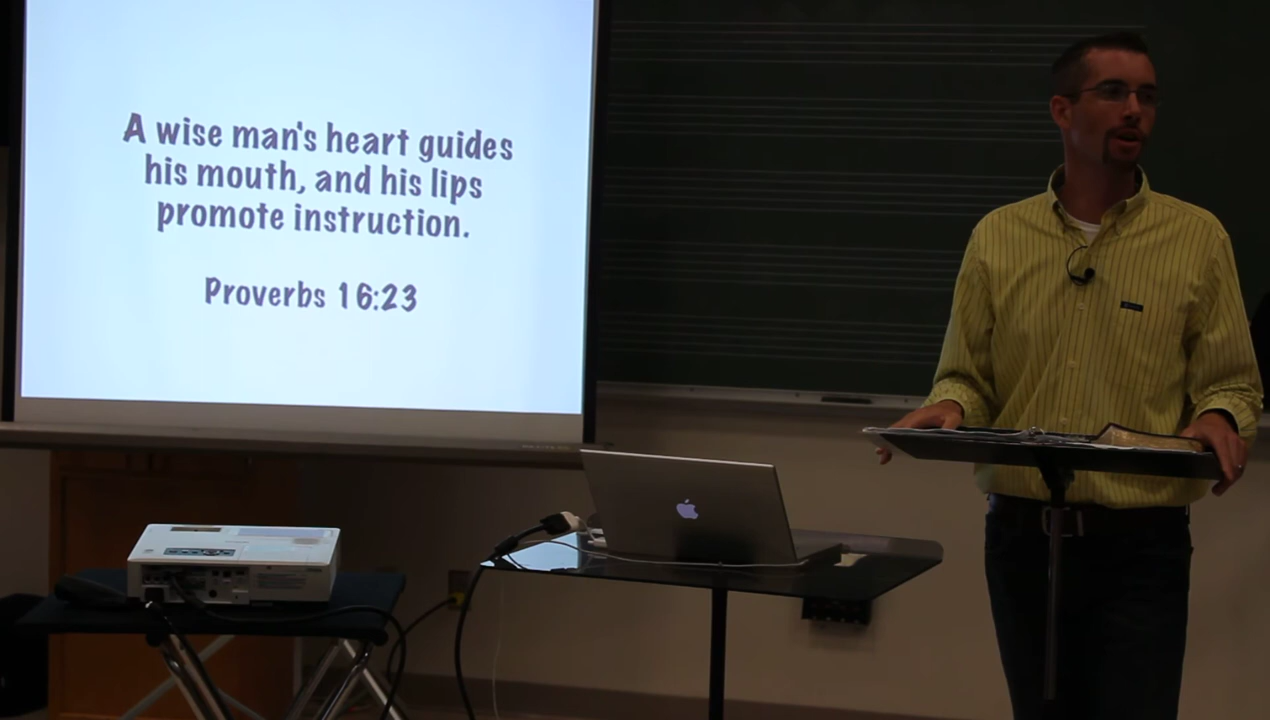 A wise man's heart guides
his mouth, and his lips
promote instruction.
Proverbs 16:23